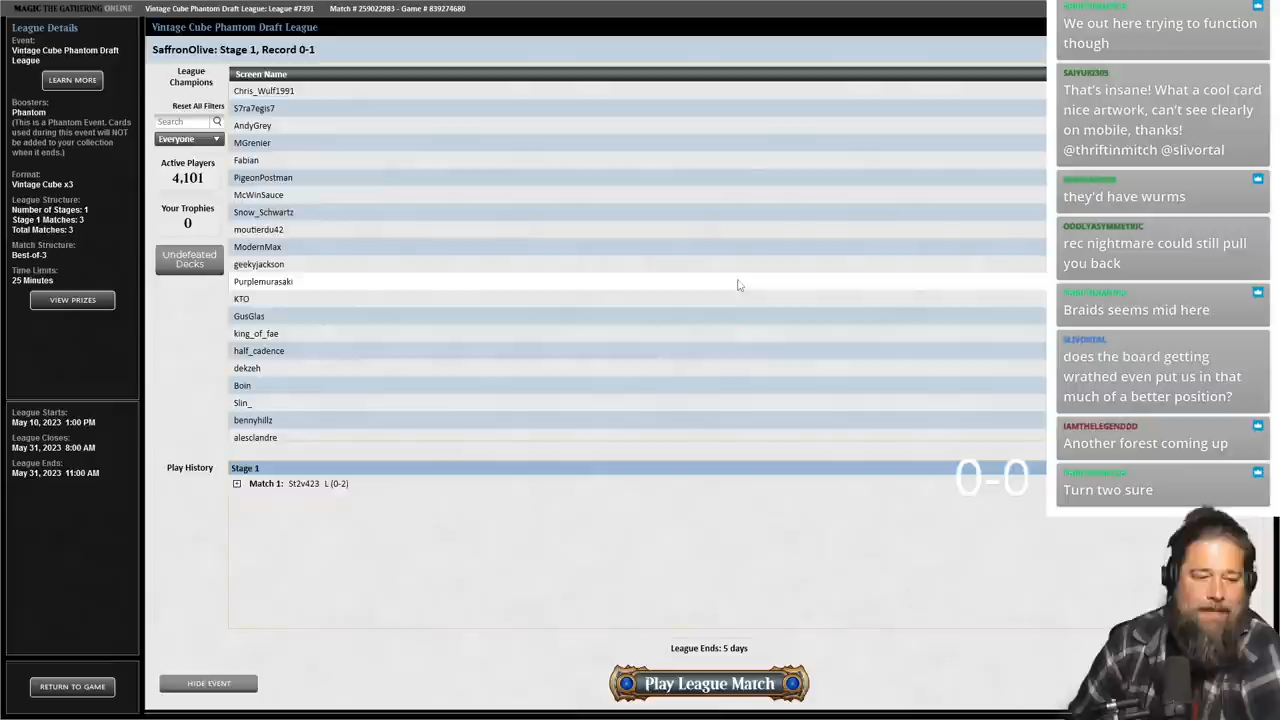 MAGIC THE GATHERING ONLINE
Vintage Cube Phantom Draft League: League #7391 Match # 259022983 - Game # 839274680
League Details
Event:
Vintage Cube Phantom Draft
League
LEARN MORE
Boosters:
Phantom
(This is a Phantom Event. Cards
used during this event will NOT
be added to your collection
when it ends.)
Format:
Vintage Cube x3
League Structure:
Number of Stages: 1
Stage 1 Matches: 3
Total Matches: 3
Match Structure:
Best-of-3
Time Limits:
25 Minutes
VIEW PRIZES
League Starts:
May 10, 2023 1:00 PM
League Closes:
May 31, 2023 8:00 AM
League Ends:
May 31, 2023 11:00 AM
RETURN TO GAME
Vintage Cube Phantom Draft League
SaffronOlive: Stage 1, Record 0-1
League
Champions
Reset All Filters
Search
Everyone
Active Players
4,101
Your Trophies
0
Undefeated
Decks
Screen Name
Chris_Wulf1991
S7ra7egis7
AndyGrey
MGrenier
Fabian
PigeonPostman
McWinSauce
Snow_Schwartz
moutierdu42
ModernMax
geekyjackson
Purplemurasaki
KTO
GusGlas
king_of_fae
half_cadence
dekzeh
Boin
Slin_
bennyhillz
alesclandre
Play History
Stage 1
Match 1: St2v423 L (0-2)
0-0
League Ends: 5 days
HIDE EVENT
Play League Match
We out here trying to function
though
SAIYUKI309
That's insane! What a cool card
nice artwork, can't see clearly
on mobile, thanks!
@thriftinmitch @slivortal
they'd have wurms
ODDLYASYMMETRIC
rec nightmare could still pull
you back
Braids seems mid here
SLIVORTAL
does the board getting
wrathed even put us in that
much of a better position?
IAMTHELEGENDDD
Another forest coming up
Turn two sure